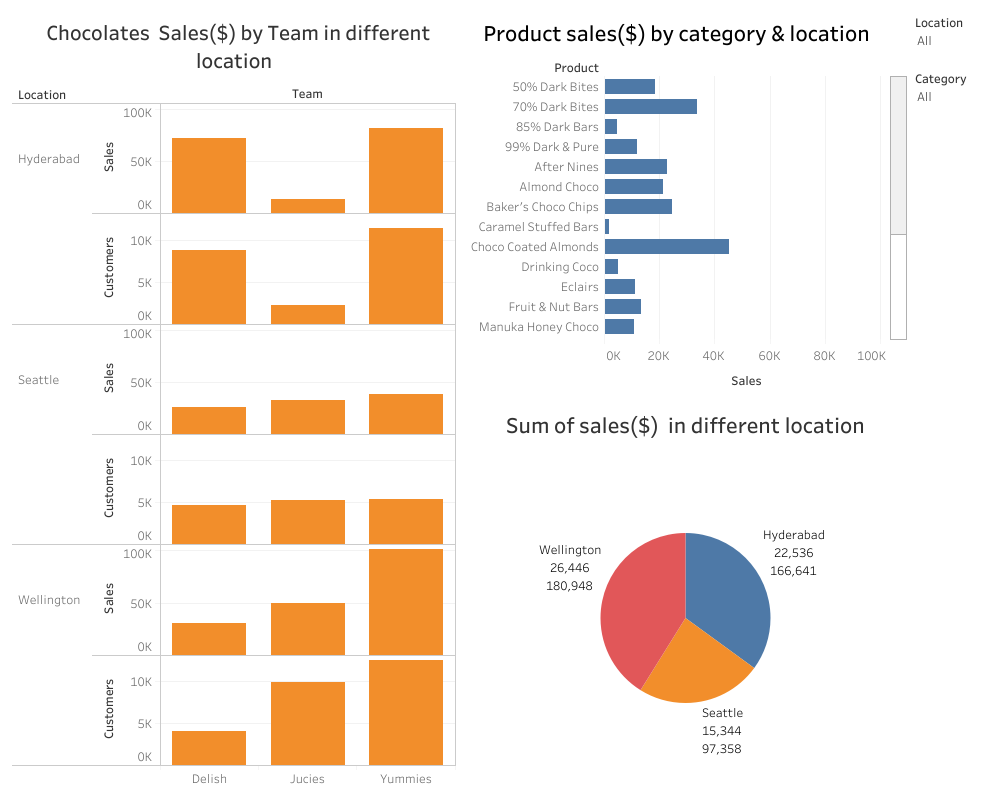 Chocolates  Sales($) by Team in different
location
Location
Team
Hyderabad
Sales
100K
50K
0K
Customers
10K
5K
0K
Seattle
Sales
100K
50K
0K
Customers
10K
5K
0K
Wellington
Sales
100K
50K
0K
Customers
10K
5K
0K
Delish
Jucies
Yummies
Product sales($) by category & location
Product
50% Dark Bites
70% Dark Bites
85% Dark Bars
99% Dark & Pure
After Nines
Almond Choco
Baker's Choco Chips
Caramel Stuffed Bars
Choco Coated Almonds
Drinking Coco
Eclairs
Fruit & Nut Bars
Manuka Honey Choco
0K
20K
40K
60K
80K
100K
Sales
Location
All
Category
All
Sum of sales($)  in different location
Wellington
26,446
180,948
Hyderabad
22,536
166,641
Seattle
15,344
97,358